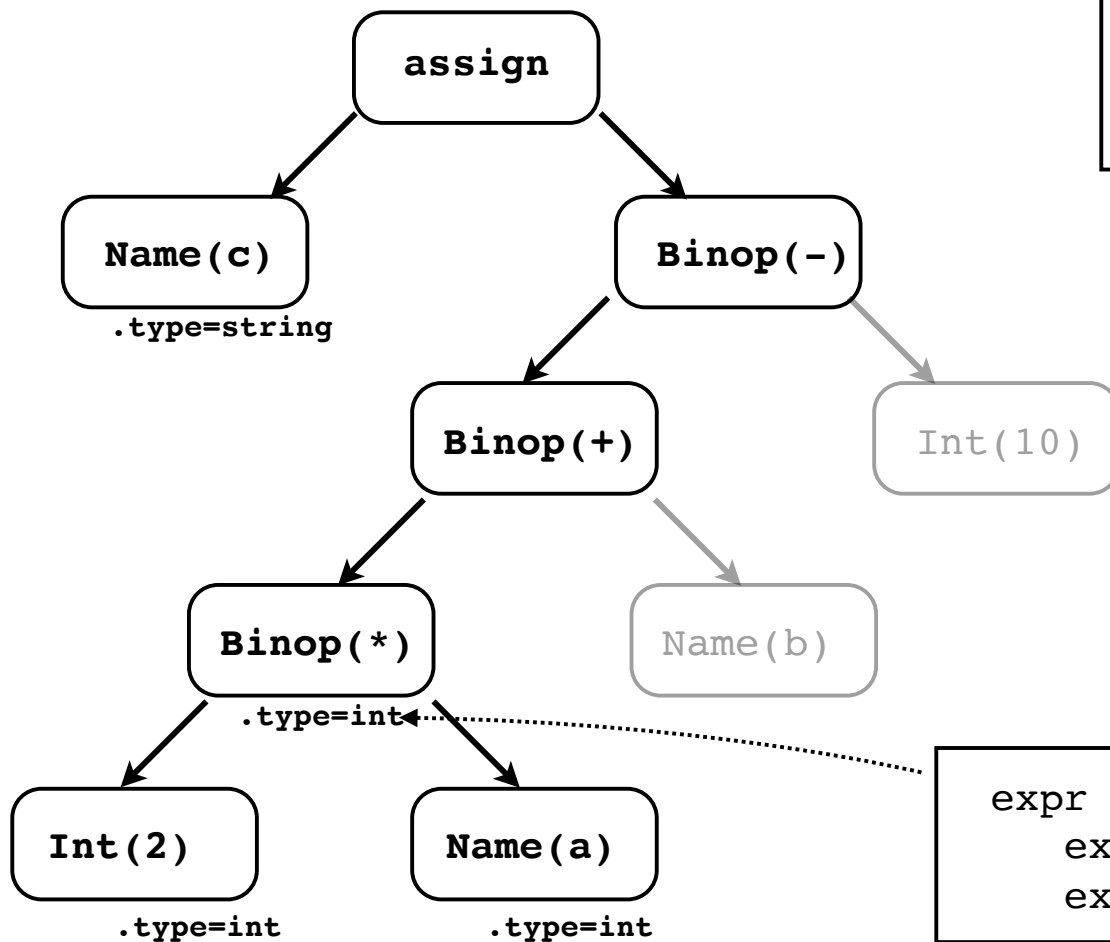 assign
Name(c)
Binop(-)
.type=string
Binop(+)
Int(10)
Binop(*)
Name(b)
.type=int
expr
ex
ex
Int(2)
Name(a)
.type=int
.type=int